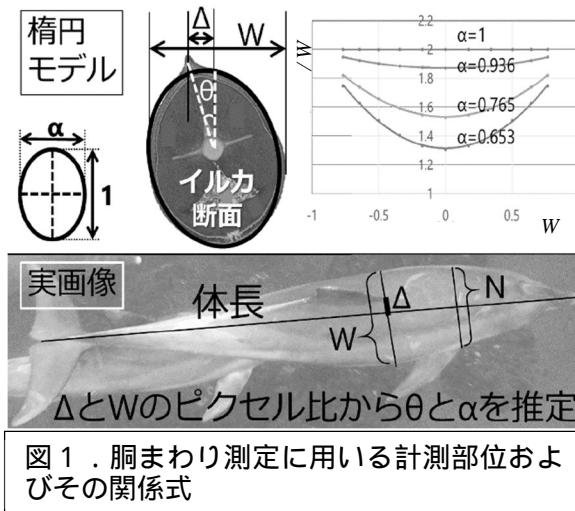 楕円
モデル
α
1
Δ
W
θ
イルカ
断面
/ W
2.2
2
1.8
1.6
1.4
1.2
1
α=1
α=0.936
α=0.765
α=0.653
-1
-0.5
0
0.5
W
実画像
体長
W
Δ
N
ΔとWのピクセル比からθとαを推定
図1.胴まわり測定に用いる計測部位およ
びその関係式